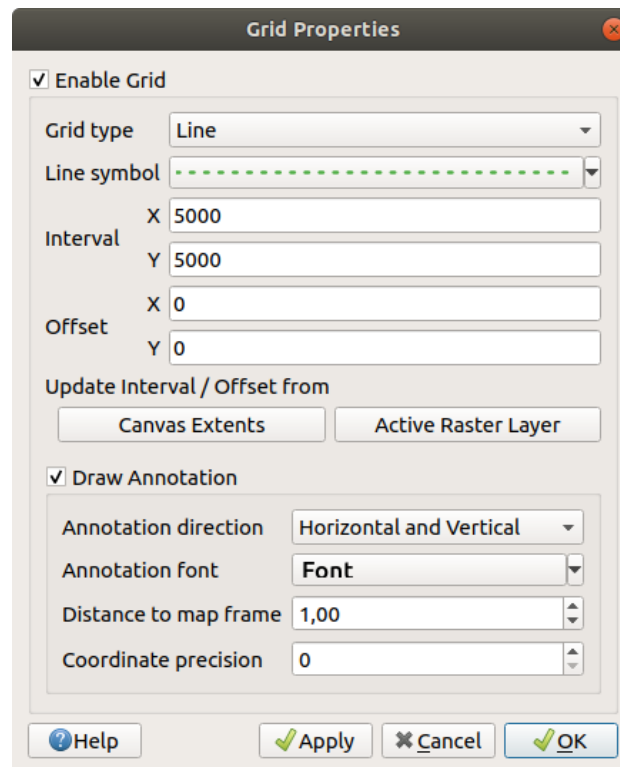 Grid Properties
Enable Grid
Grid type Line
Line symbol
Interval
X 5000
Y 5000
Offset
X 0
Y 0
Update Interval / Offset from
Canvas Extents Active Raster Layer
Draw Annotation
Annotation direction Horizontal and Vertical
Annotation font Font
Distance to map frame 1,00
Coordinate precision 0
Help Apply Cancel OK